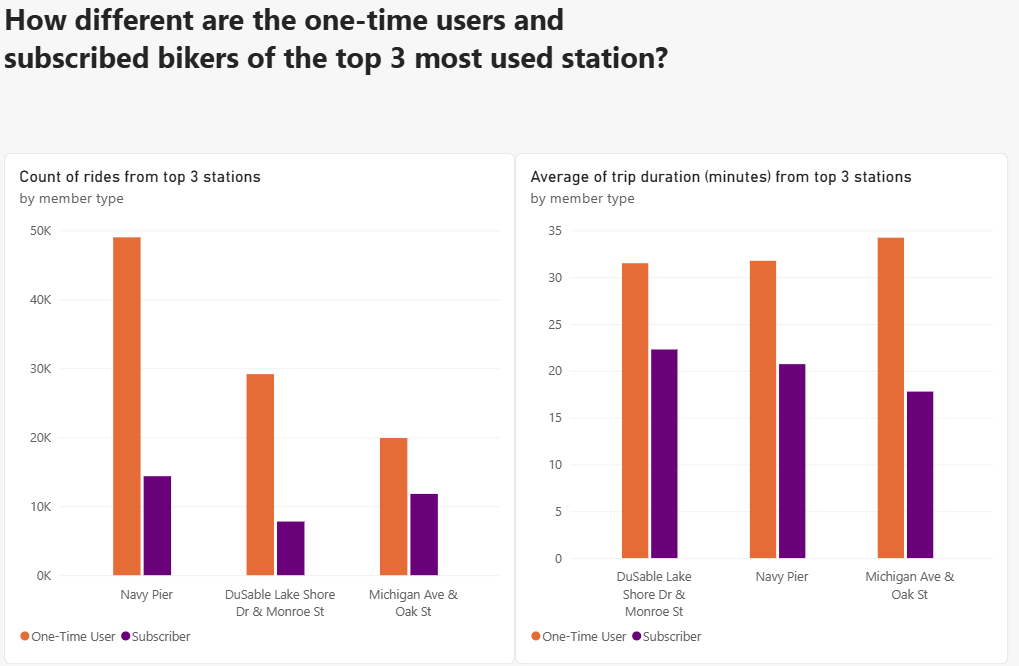 How different are the one-time users and
subscribed bikers of the top 3 most used station?
Count of rides from top 3 stations
by member type
50K
40K
30K
20K
10K
0K
Navy Pier
DuSable Lake Shore
Dr & Monroe St
Michigan Ave &
Oak St
One-Time User Subscriber
Average of trip duration (minutes) from top 3 stations
by member type
35
30
25
20
15
10
5
0
DuSable Lake
Shore Dr &
Monroe St
Navy Pier
Michigan Ave &
Oak St
One-Time User Subscriber